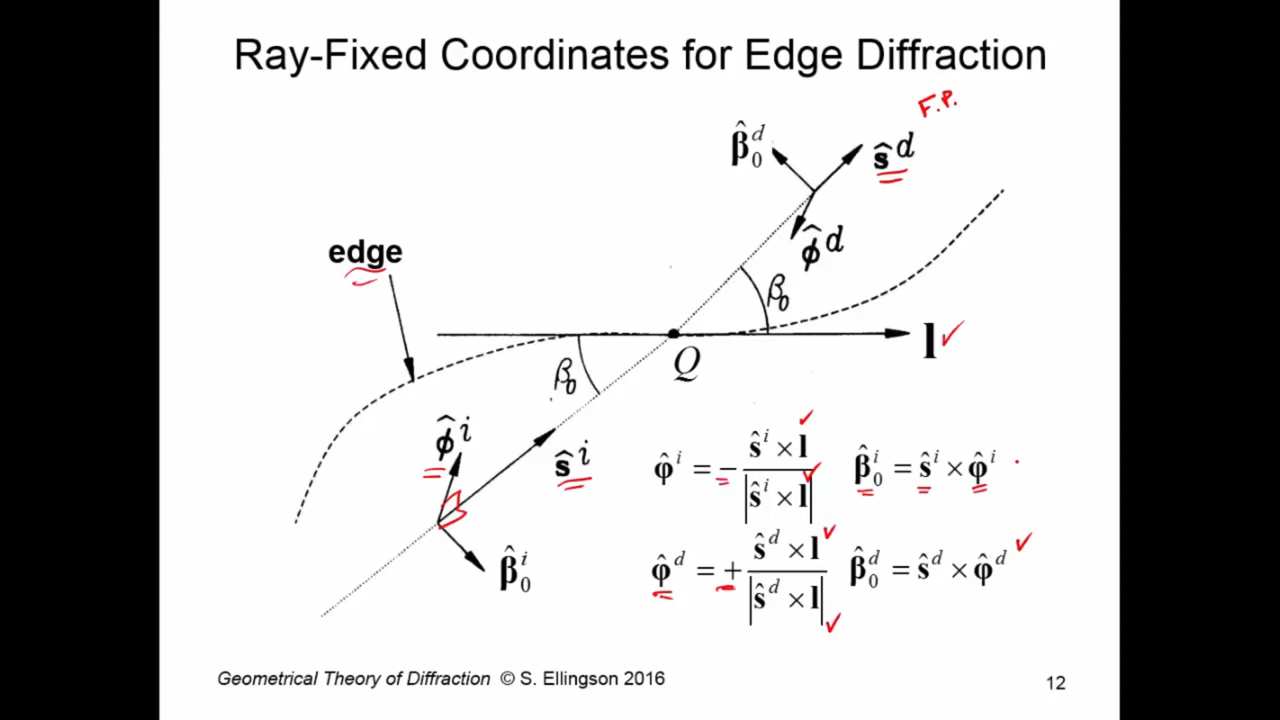 Ray-Fixed Coordinates for Edge Diffraction
F.P.
β̂₀ᵈ
ŝᵈ
edge
ϕ̂ᵈ
β₀
l
Q
β₀
ϕ̂ⁱ
ŝⁱ
φ̂ⁱ = − ŝⁱ × l / |ŝⁱ × l|
β̂₀ⁱ = ŝⁱ × φ̂ⁱ
β̂₀ⁱ
φ̂ᵈ = + ŝᵈ × l / |ŝᵈ × l|
β̂₀ᵈ = ŝᵈ × φ̂ᵈ
Geometrical Theory of Diffraction © S. Ellingson 2016
12